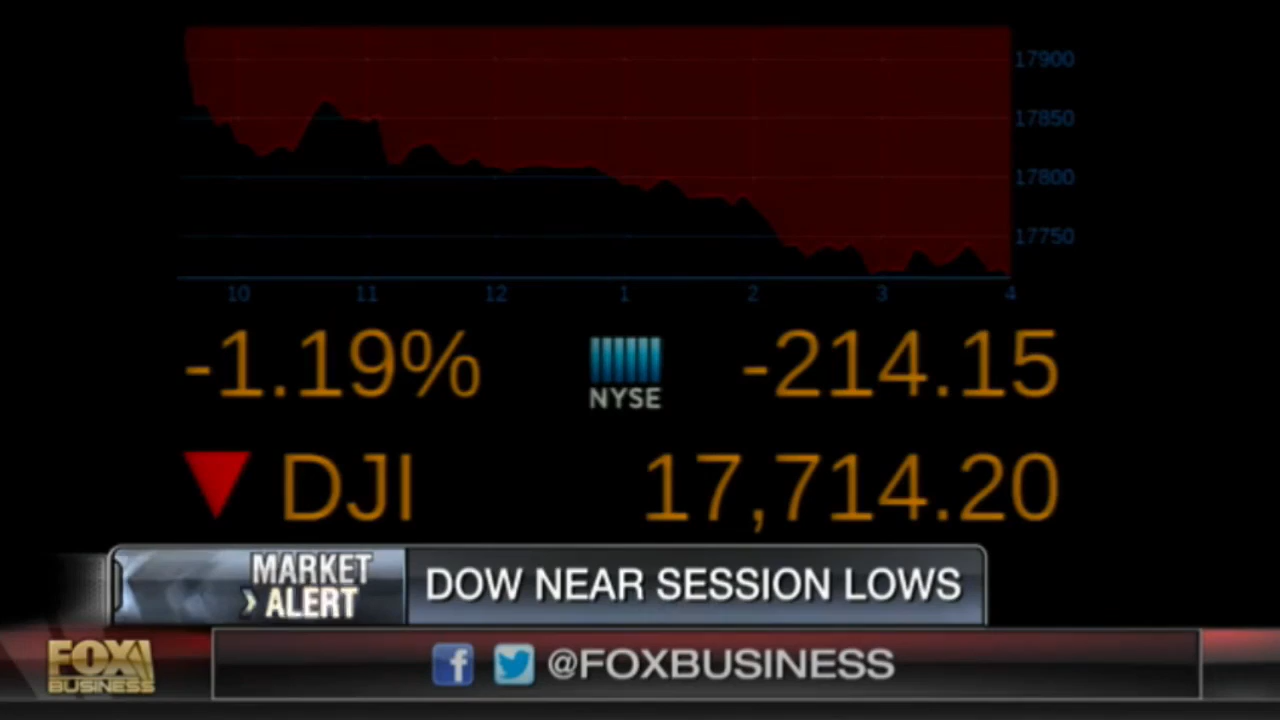 17900
17850
17800
17750
10 11 12 1 2 3 4
-1.19% NYSE -214.15
DJI 17,714.20
MARKET
› ALERT
DOW NEAR SESSION LOWS
FOX
BUSINESS
@FOXBUSINESS